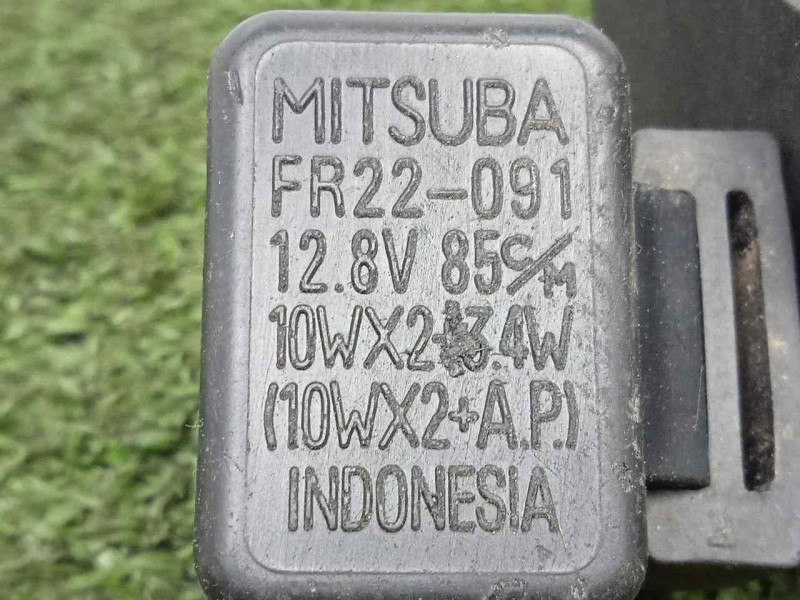 MITSUBA
FR22-091
12.8V 85C/M
10WX2+3.4W
(10WX2+A.P.)
INDONESIA